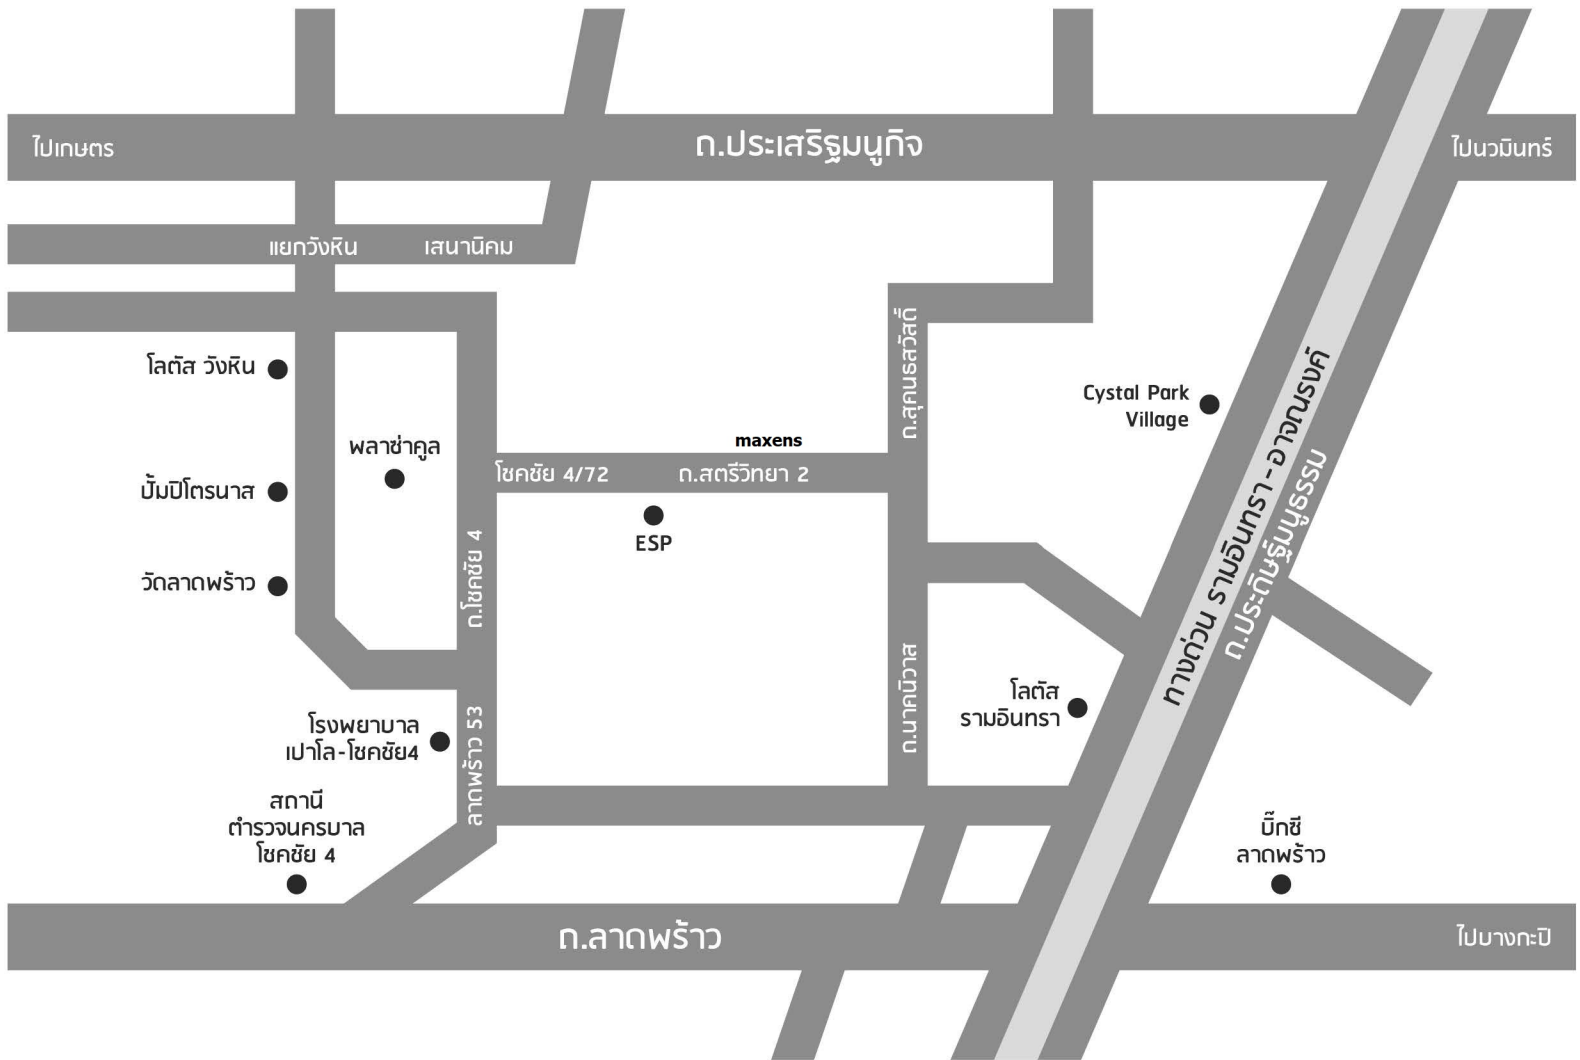 ไปเกษตร
ถ.ประเสริฐมนูกิจ
ไปนวมินทร์
แยกวังหิน
เสนานิคม
โลตัส วังหิน
พลาซ่าคูล
ปั้มปิโตรนาส
วัดลาดพร้าว
ถ.โชคชัย 4
โชคชัย 4/72
maxens
ถ.สตรีวิทยา 2
ESP
ถ.สุคนธสวัสดิ์
Cystal Park
Village
ทางด่วน รามอินทรา-อาจณรงค์
ถ.ประดิษฐ์มนูธรรม
ถ.นาคนิวาส
โลตัส
รามอินทรา
โรงพยาบาล
เปาโล-โชคชัย4
ลาดพร้าว 53
สถานี
ตำรวจนครบาล
โชคชัย 4
บิ๊กซี
ลาดพร้าว
ถ.ลาดพร้าว
ไปบางกะปิ